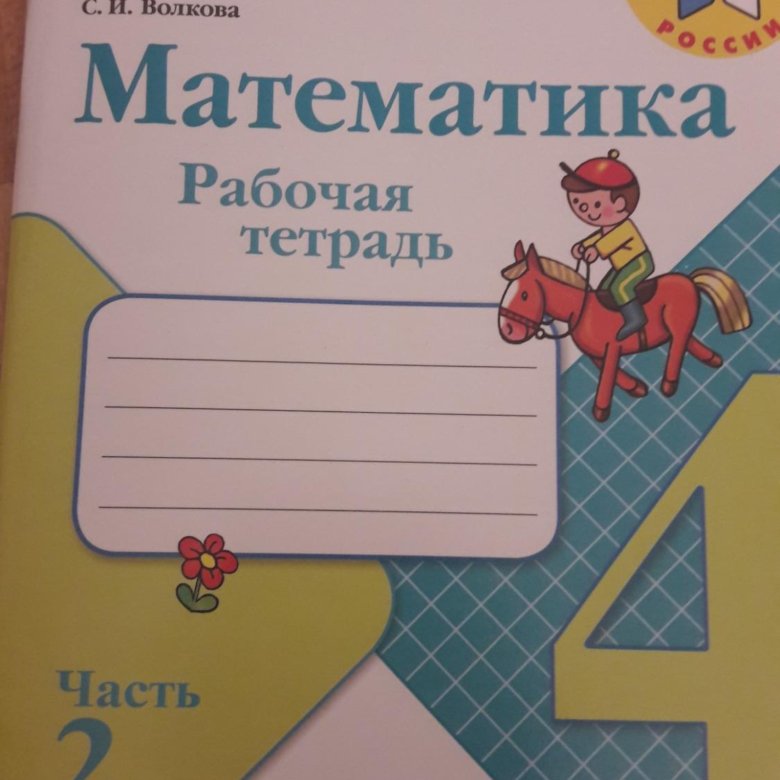 С. И. Волкова
РОССИИ
Математика
Рабочая
тетрадь
4
Часть
2